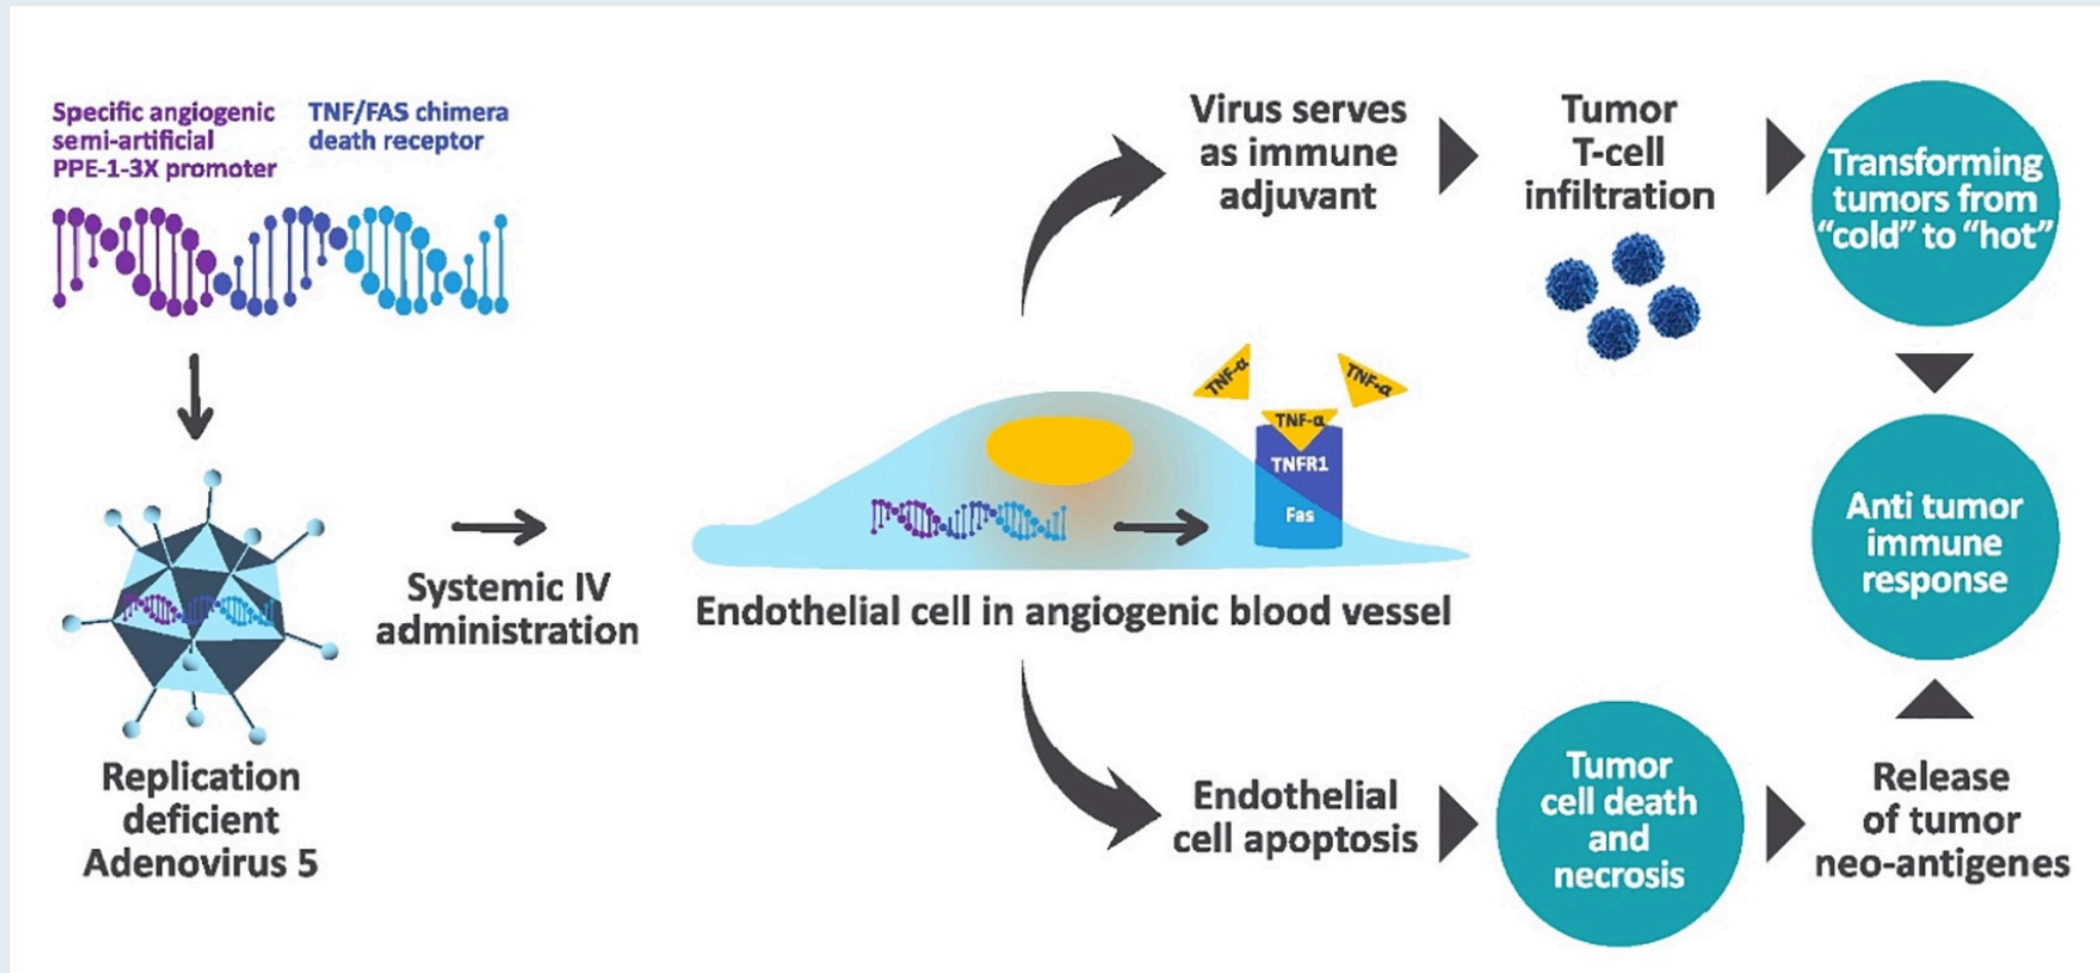 Specific angiogenic
semi-artificial
PPE-1-3X promoter
TNF/FAS chimera
death receptor
Replication
deficient
Adenovirus 5
Systemic IV
administration
TNF-α
TNF-α
TNF-α
TNFR1
Fas
Endothelial cell in angiogenic blood vessel
Virus serves
as immune
adjuvant
Tumor
T-cell
infiltration
Transforming
tumors from
“cold” to “hot”
Endothelial
cell apoptosis
Tumor
cell death
and
necrosis
Release
of tumor
neo-antigenes
Anti tumor
immune
response